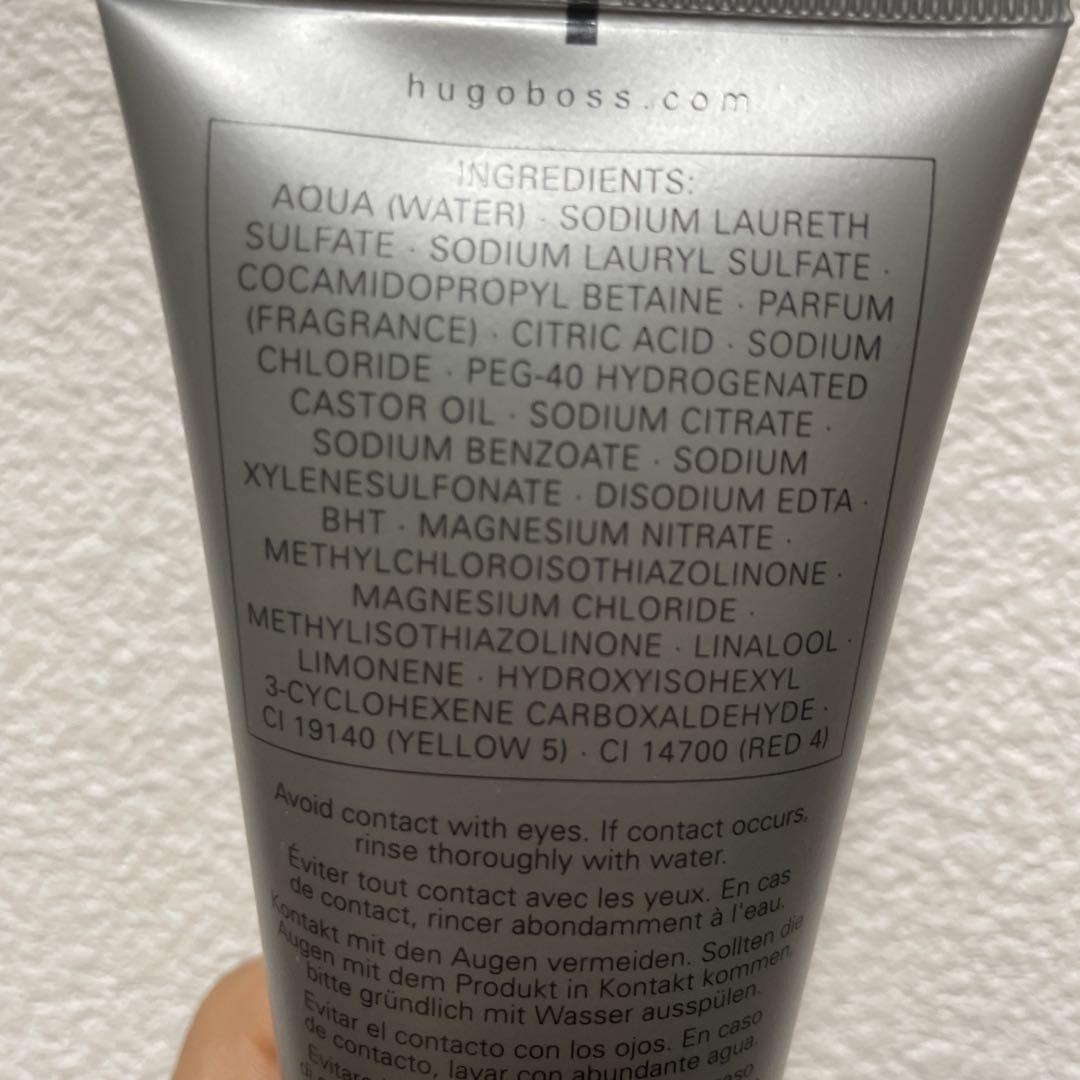 hugoboss.com
INGREDIENTS:
AQUA (WATER) · SODIUM LAURETH
SULFATE · SODIUM LAURYL SULFATE ·
COCAMIDOPROPYL BETAINE · PARFUM
(FRAGRANCE) · CITRIC ACID · SODIUM
CHLORIDE · PEG-40 HYDROGENATED
CASTOR OIL · SODIUM CITRATE ·
SODIUM BENZOATE · SODIUM
XYLENESULFONATE · DISODIUM EDTA ·
BHT · MAGNESIUM NITRATE ·
METHYLCHLOROISOTHIAZOLINONE ·
MAGNESIUM CHLORIDE ·
METHYLISOTHIAZOLINONE · LINALOOL ·
LIMONENE · HYDROXYISOHEXYL
3-CYCLOHEXENE CARBOXALDEHYDE ·
CI 19140 (YELLOW 5) · CI 14700 (RED 4)
Avoid contact with eyes. If contact occurs,
rinse thoroughly with water.
Éviter tout contact avec les yeux. En cas
de contact, rincer abondamment à l'eau.
Kontakt mit den Augen vermeiden. Sollten die
Augen mit dem Produkt in Kontakt kommen,
bitte gründlich mit Wasser ausspülen.
Evitar el contacto con los ojos. En caso
de contacto, lavar con abundante agua.